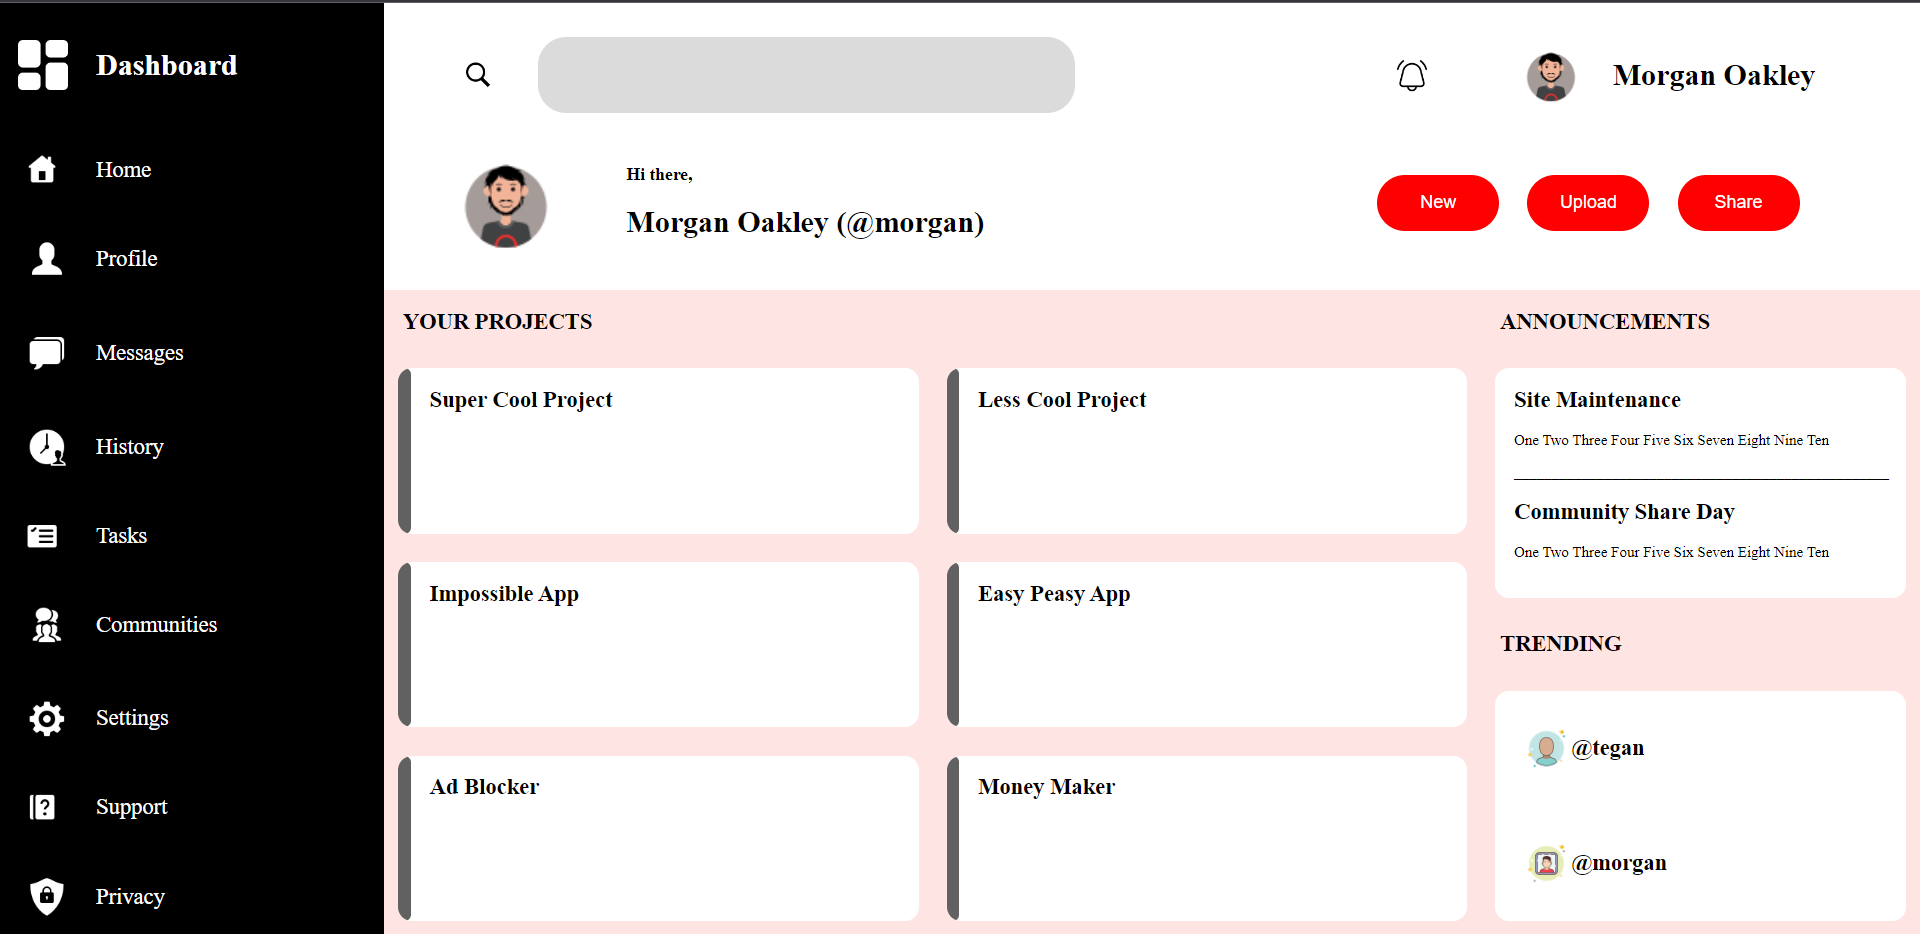 Dashboard
Home
Profile
Messages
History
Tasks
Communities
Settings
Support
Privacy
Morgan Oakley
Hi there,
Morgan Oakley (@morgan)
New
Upload
Share
YOUR PROJECTS
Super Cool Project
Less Cool Project
Impossible App
Easy Peasy App
Ad Blocker
Money Maker
ANNOUNCEMENTS
Site Maintenance
One Two Three Four Five Six Seven Eight Nine Ten
Community Share Day
One Two Three Four Five Six Seven Eight Nine Ten
TRENDING
@tegan
@morgan